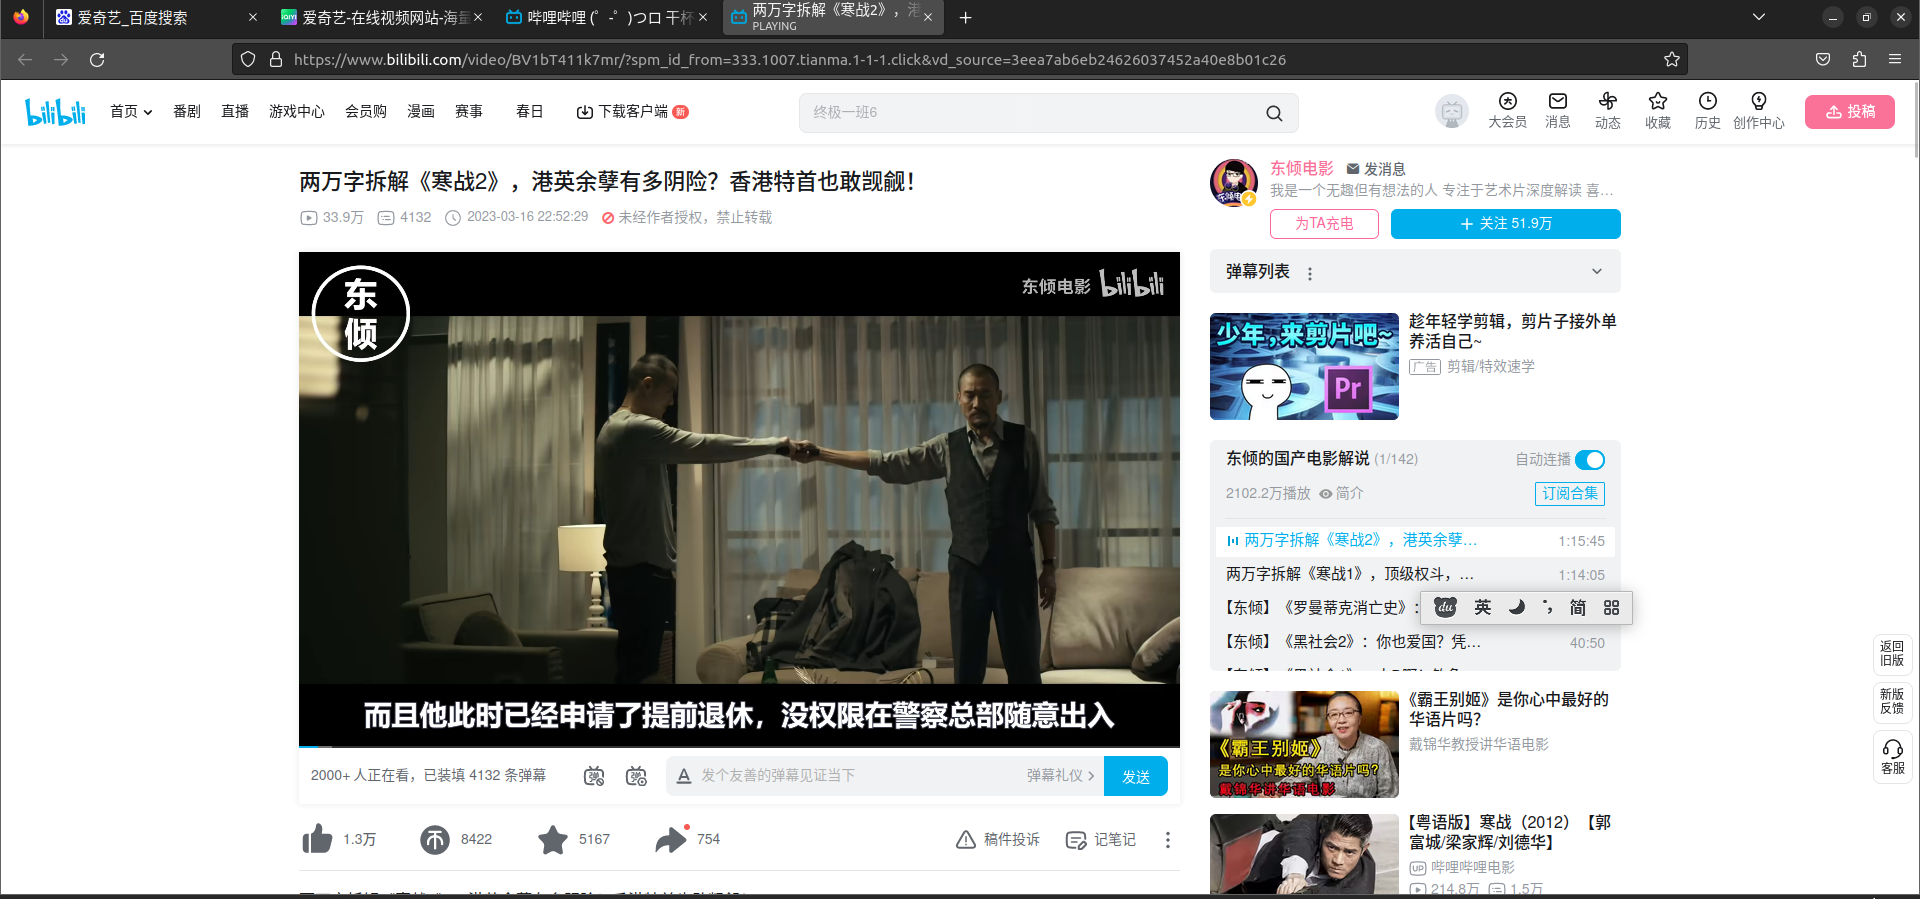 爱奇艺_百度搜索
爱奇艺-在线视频网站-海量
哔哩哔哩 (゜-゜)つロ 干杯
两万字拆解《寒战2》，港
PLAYING
https://www.bilibili.com/video/BV1bT411k7mr/?spm_id_from=333.1007.tianma.1-1-1.click&vd_source=3eea7ab6eb24626037452a40e8b01c26
bilibili
首页
番剧
直播
游戏中心
会员购
漫画
赛事
春日
下载客户端
新
终极一班6
大会员
消息
动态
收藏
历史
创作中心
投稿
两万字拆解《寒战2》，港英余孽有多阴险？香港特首也敢觊觎！
33.9万
4132
2023-03-16 22:52:29
未经作者授权，禁止转载
东倾
东倾电影 bilibili
而且他此时已经申请了提前退休，没权限在警察总部随意出入
2000+ 人正在看，已装填 4132 条弹幕
发个友善的弹幕见证当下
弹幕礼仪
发送
1.3万
8422
5167
754
稿件投诉
记笔记
东倾电影
发消息
我是一个无趣但有想法的人 专注于艺术片深度解读 喜…
为TA充电
+ 关注 51.9万
弹幕列表
少年，来剪片吧~
Pr
趁年轻学剪辑，剪片子接外单
养活自己~
广告 剪辑/特效速学
东倾的国产电影解说 (1/142)
自动连播
2102.2万播放
简介
订阅合集
两万字拆解《寒战2》，港英余孽…
1:15:45
两万字拆解《寒战1》，顶级权斗，…
1:14:05
【东倾】《罗曼蒂克消亡史》：
du 英 简
【东倾】《黑社会2》：你也爱国？凭…
40:50
《霸王别姬》
是你心中最好的华语片吗？
戴锦华讲华语电影
《霸王别姬》是你心中最好的
华语片吗？
戴锦华教授讲华语电影
【粤语版】寒战（2012）【郭
富城/梁家辉/刘德华】
UP 哔哩哔哩电影
214.8万
1.5万
返回
旧版
新版
反馈
客服